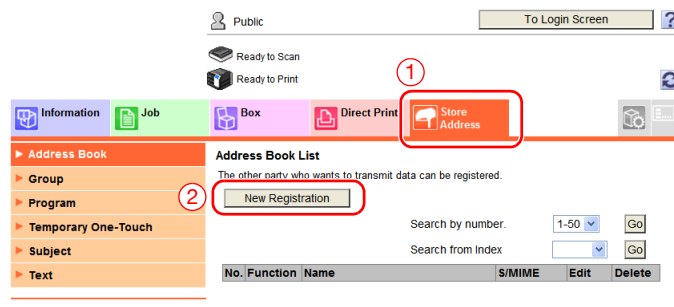 Public
To Login Screen
?
Ready to Scan
Ready to Print
1
Information
Job
Box
Direct Print
Store
Address
Address Book
Address Book List
Group
The other party who wants to transmit data can be registered.
Program
2
New Registration
Temporary One-Touch
Search by number.
1-50
Go
Subject
Search from Index
Go
Text
No. Function Name S/MIME Edit Delete